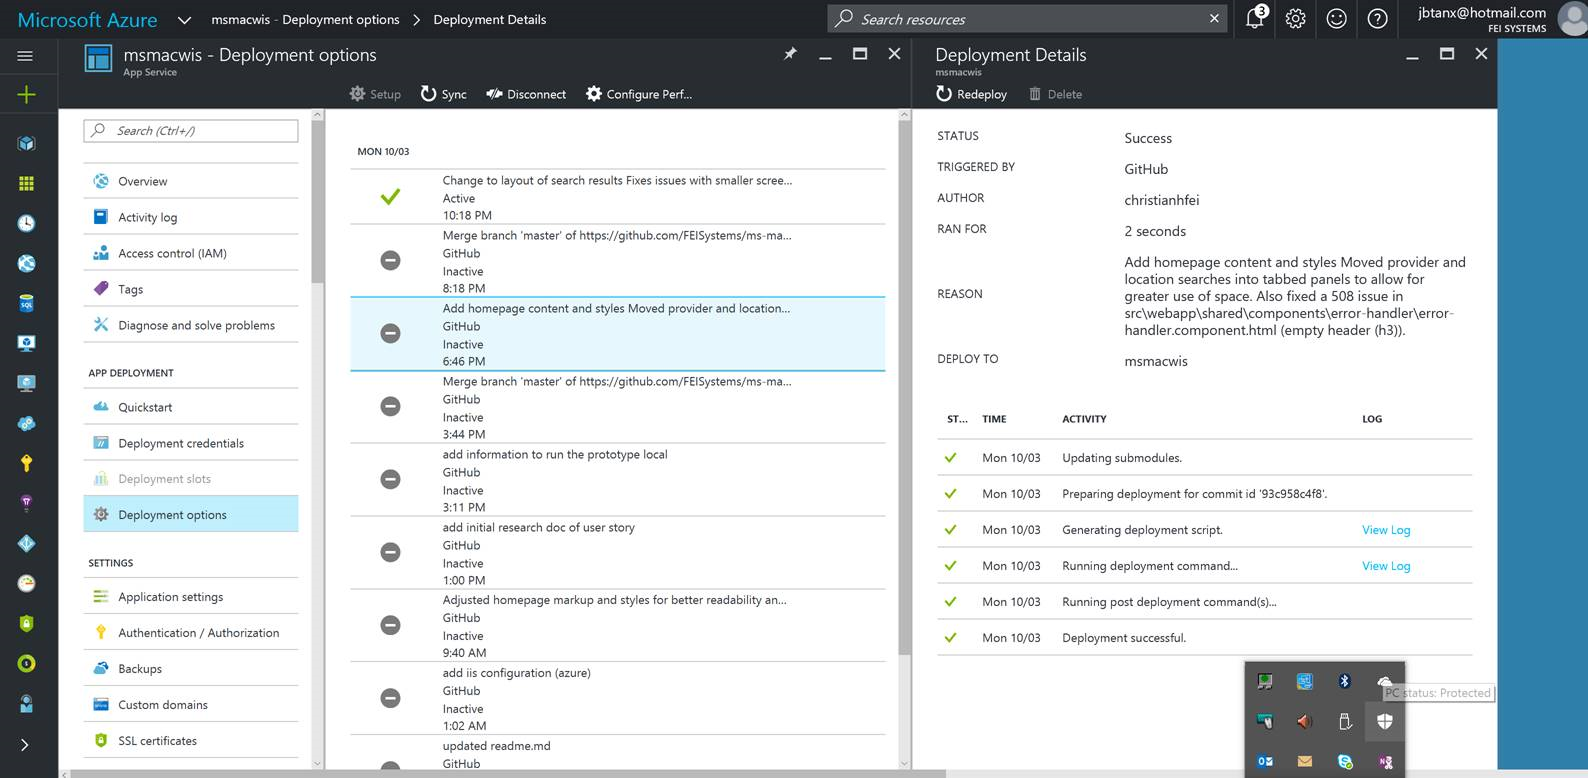 Microsoft Azure
msmacwis - Deployment options > Deployment Details
Search resources
3
jbtanx@hotmail.com
FEI SYSTEMS
msmacwis - Deployment options
App Service
Setup
Sync
Disconnect
Configure Perf...
Search (Ctrl+/)
Overview
Activity log
Access control (IAM)
Tags
Diagnose and solve problems
APP DEPLOYMENT
Quickstart
Deployment credentials
Deployment slots
Deployment options
SETTINGS
Application settings
Authentication / Authorization
Backups
Custom domains
SSL certificates
MON 10/03
Change to layout of search results Fixes issues with smaller scree...
Active
10:18 PM
Merge branch 'master' of https://github.com/FEISystems/ms-ma...
GitHub
Inactive
8:18 PM
Add homepage content and styles Moved provider and location...
GitHub
Inactive
6:46 PM
Merge branch 'master' of https://github.com/FEISystems/ms-ma...
GitHub
Inactive
3:44 PM
add information to run the prototype local
GitHub
Inactive
3:11 PM
add initial research doc of user story
GitHub
Inactive
1:00 PM
Adjusted homepage markup and styles for better readability an...
GitHub
Inactive
9:40 AM
add iis configuration (azure)
GitHub
Inactive
1:02 AM
updated readme.md
GitHub
Deployment Details
msmacwis
Redeploy
Delete
STATUS
Success
TRIGGERED BY
GitHub
AUTHOR
christianhfei
RAN FOR
2 seconds
REASON
Add homepage content and styles Moved provider and
location searches into tabbed panels to allow for
greater use of space. Also fixed a 508 issue in
src\webapp\shared\components\error-handler\error-
handler.component.html (empty header (h3)).
DEPLOY TO
msmacwis
ST... TIME ACTIVITY LOG
Mon 10/03 Updating submodules.
Mon 10/03 Preparing deployment for commit id '93c958c4f8'.
Mon 10/03 Generating deployment script. View Log
Mon 10/03 Running deployment command... View Log
Mon 10/03 Running post deployment command(s)...
Mon 10/03 Deployment successful.
PC status: Protected